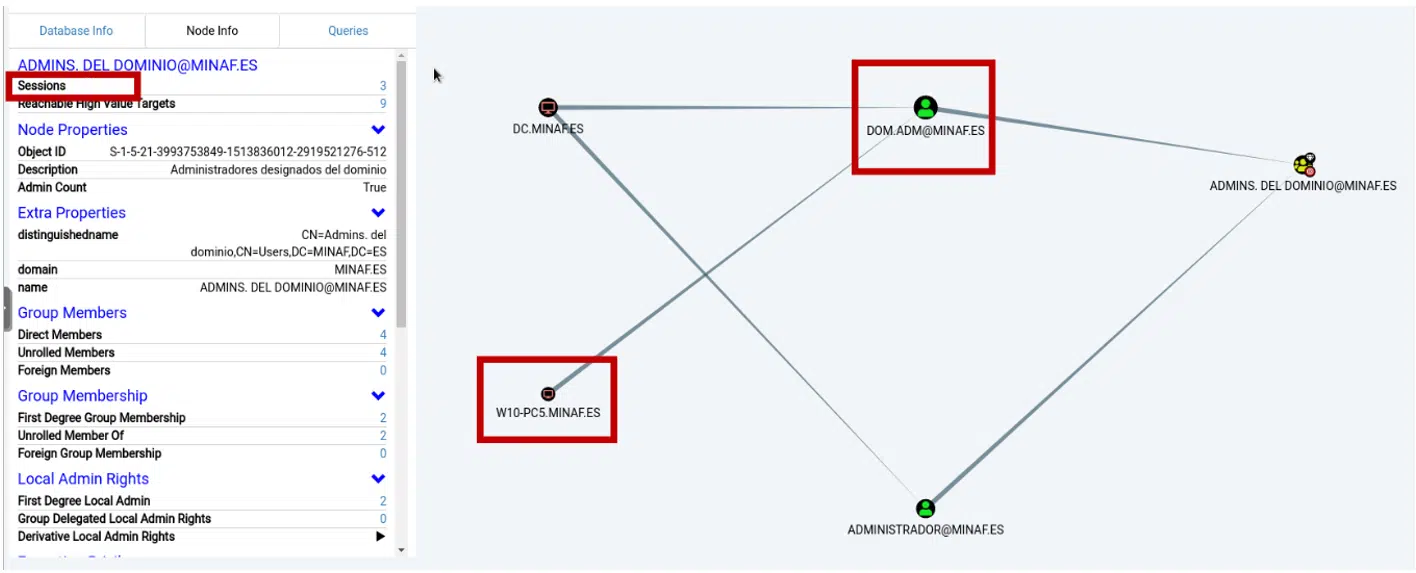 Database Info Node Info Queries
ADMINS. DEL DOMINIO@MINAF.ES
Sessions 3
Reachable High Value Targets 9
Node Properties
Object ID S-1-5-21-3993753849-1513836012-2919521276-512
Description Administradores designados del dominio
Admin Count True
Extra Properties
distinguishedname CN=Admins. del
dominio,CN=Users,DC=MINAF,DC=ES
domain MINAF.ES
name ADMINS. DEL DOMINIO@MINAF.ES
Group Members
Direct Members 4
Unrolled Members 4
Foreign Members 0
Group Membership
First Degree Group Membership 2
Unrolled Member Of 2
Foreign Group Membership 0
Local Admin Rights
First Degree Local Admin 2
Group Delegated Local Admin Rights 0
Derivative Local Admin Rights
DC.MINAF.ES
DOM.ADM@MINAF.ES
ADMINS. DEL DOMINIO@MINAF.ES
W10-PC5.MINAF.ES
ADMINISTRADOR@MINAF.ES